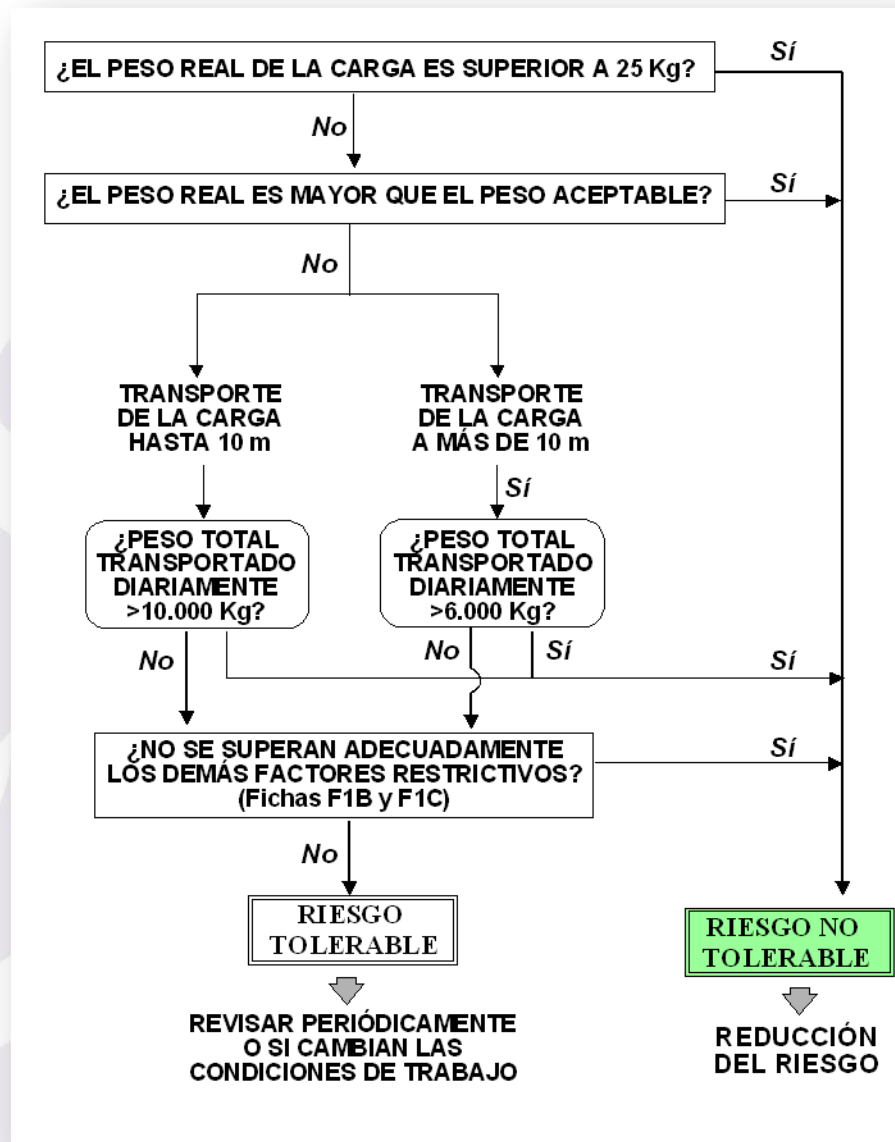 ¿EL PESO REAL DE LA CARGA ES SUPERIOR A 25 Kg?
Sí
No
¿EL PESO REAL ES MAYOR QUE EL PESO ACEPTABLE?
Sí
No
TRANSPORTE
DE LA CARGA
HASTA 10 m
TRANSPORTE
DE LA CARGA
A MÁS DE 10 m
Sí
¿PESO TOTAL
TRANSPORTADO
DIARIAMENTE
>10.000 Kg?
¿PESO TOTAL
TRANSPORTADO
DIARIAMENTE
>6.000 Kg?
No
No
Sí
Sí
¿NO SE SUPERAN ADECUADAMENTE
LOS DEMÁS FACTORES RESTRICTIVOS?
(Fichas F1B y F1C)
Sí
No
RIESGO
TOLERABLE
RIESGO NO
TOLERABLE
REVISAR PERIÓDICAMENTE
O SI CAMBIAN LAS
CONDICIONES DE TRABAJO
REDUCCIÓN
DEL RIESGO